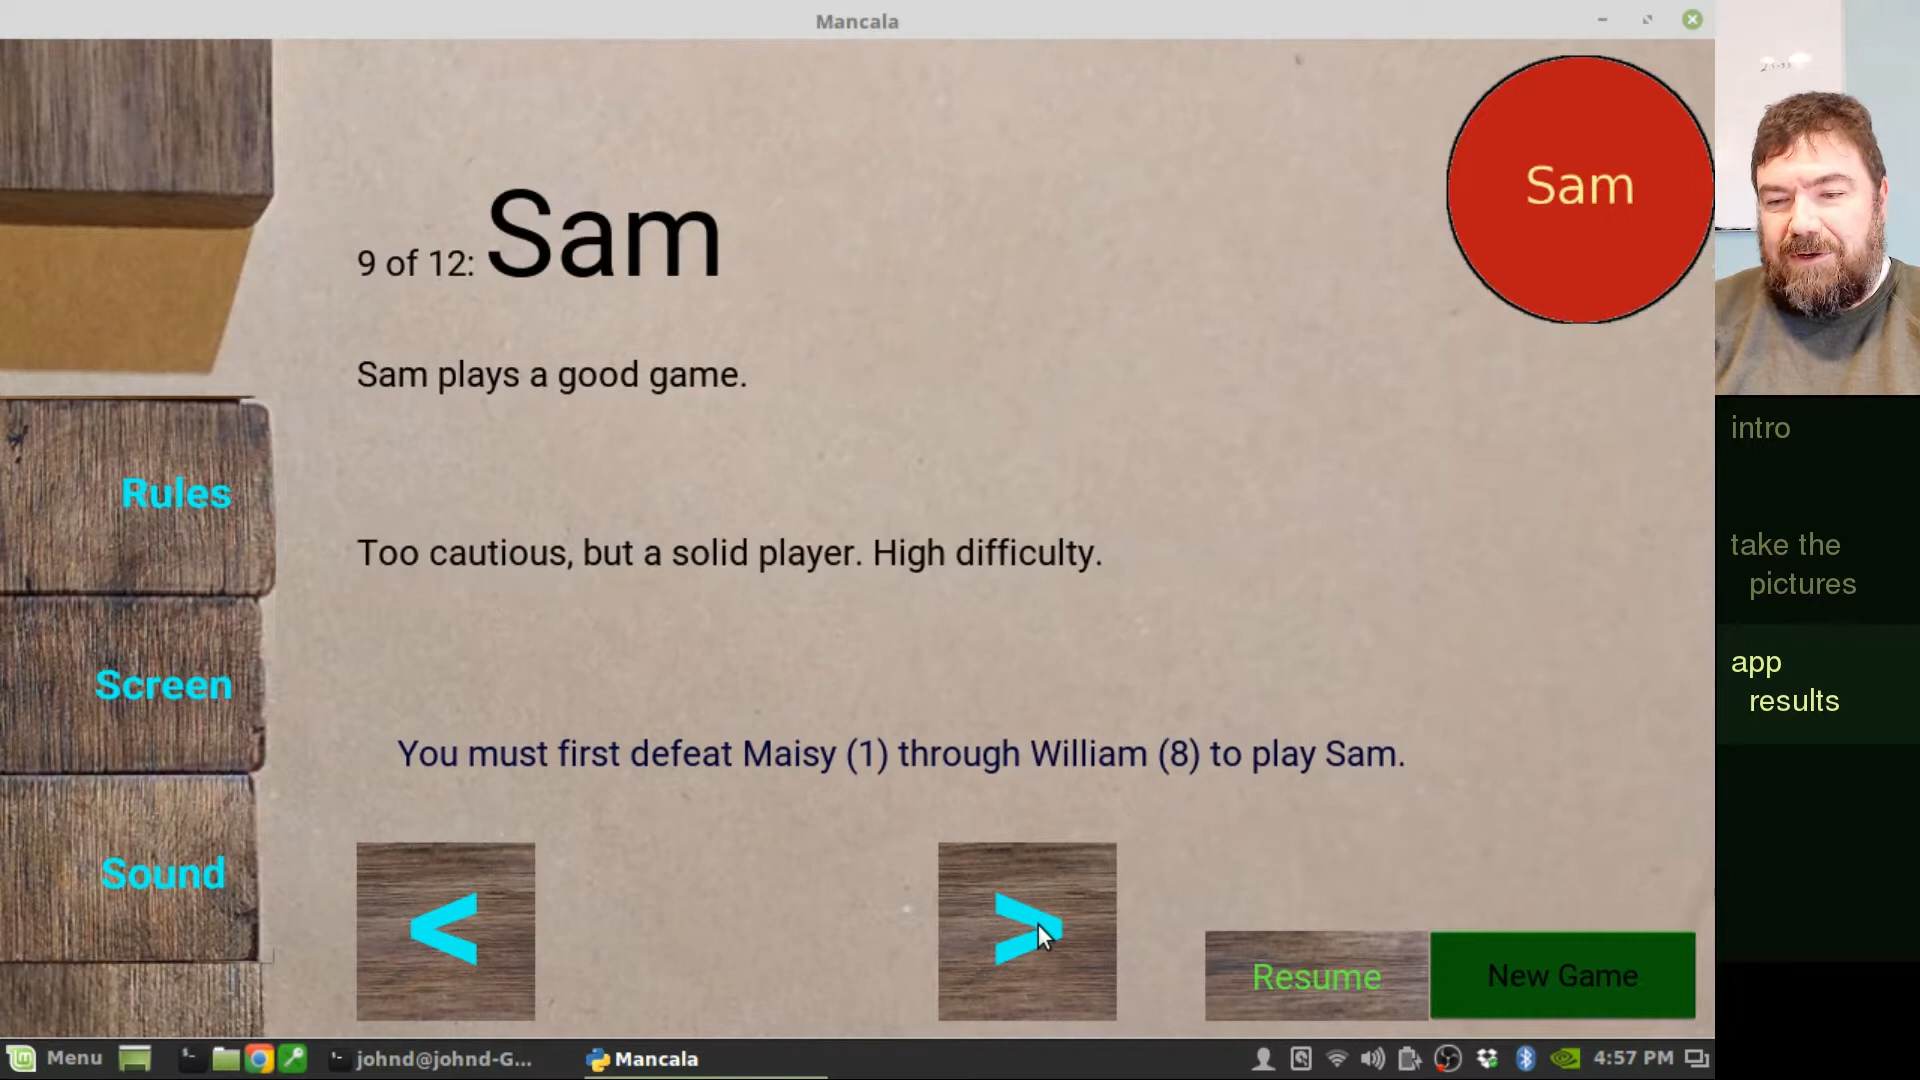 Mancala
Sam
9 of 12: Sam
Sam plays a good game.
Too cautious, but a solid player. High difficulty.
You must first defeat Maisy (1) through William (8) to play Sam.
Rules
Screen
Sound
<
>
Resume
New Game
intro
take the
pictures
app
results
Menu
johnd@johnd-G...
Mancala
4:57 PM